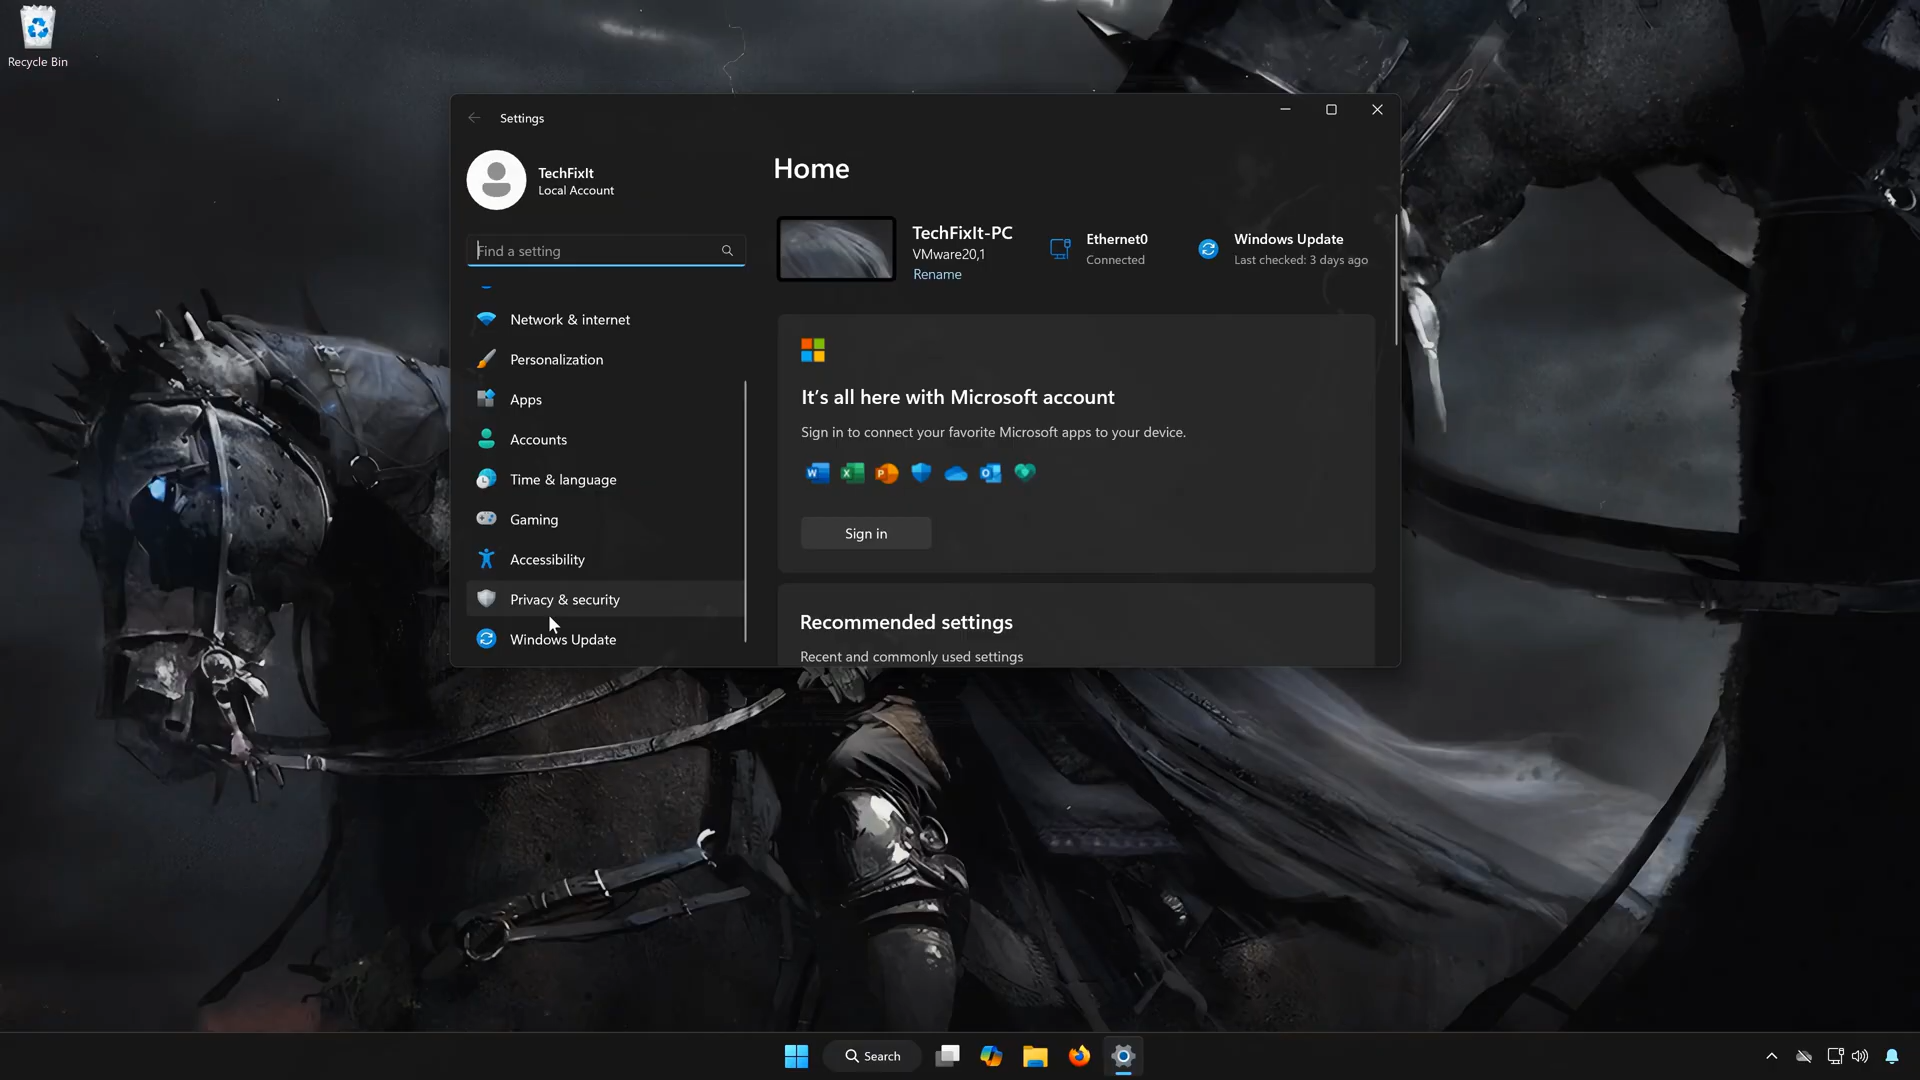 Recycle Bin
Settings
TechFixIt
Local Account
Find a setting
Network & internet
Personalization
Apps
Accounts
Time & language
Gaming
Accessibility
Privacy & security
Windows Update
Home
TechFixIt-PC
VMware20,1
Rename
Ethernet0
Connected
Windows Update
Last checked: 3 days ago
It's all here with Microsoft account
Sign in to connect your favorite Microsoft apps to your device.
Sign in
Recommended settings
Recent and commonly used settings
Search